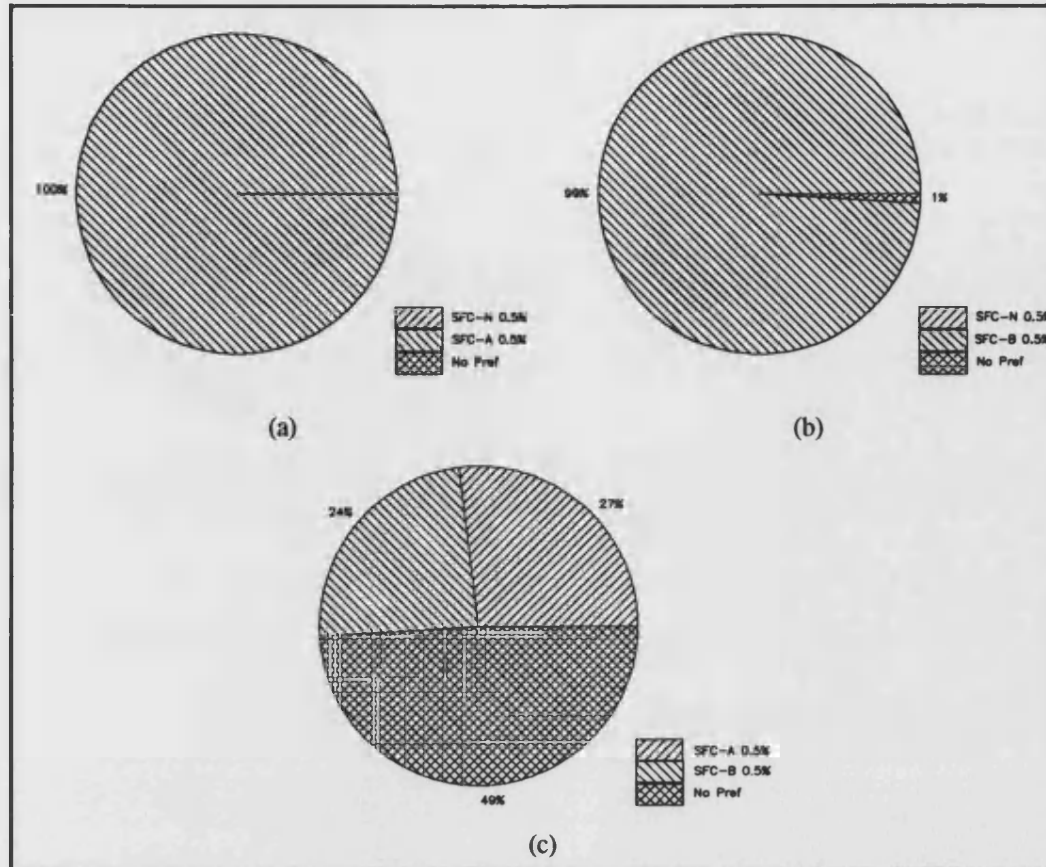 100%
SFC-N 0.5%
SFC-A 0.5%
No Pref
(a)
99%
1%
SFC-N 0.5%
SFC-B 0.5%
No Pref
(b)
24%
27%
49%
SFC-A 0.5%
SFC-B 0.5%
No Pref
(c)